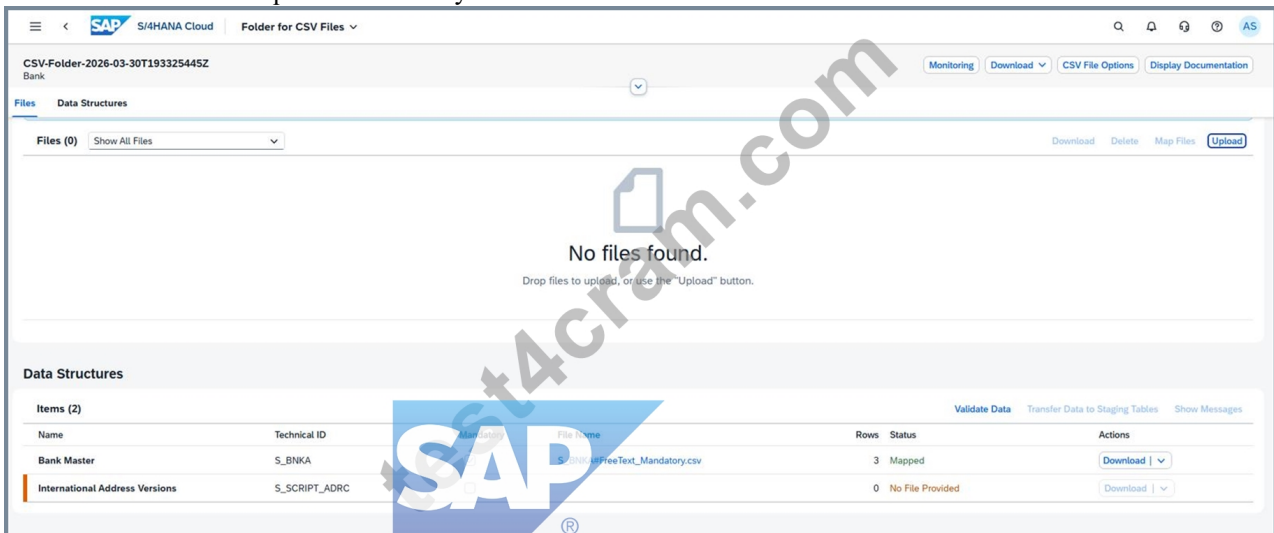 SAP S/4HANA Cloud Folder for CSV Files AS
CSV-Folder-2026-03-30T193325445Z
Bank
Monitoring Download CSV File Options Display Documentation
Files Data Structures
Files (0) Show All Files Download Delete Map Files Upload
No files found.
Drop files to upload, or use the "Upload" button.
Data Structures
Items (2) Validate Data Transfer Data to Staging Tables Show Messages
Name Technical ID Mandatory File Name Rows Status Actions
Bank Master S_BNKA S_BNKA#FreeText_Mandatory.csv 3 Mapped Download
International Address Versions S_SCRIPT_ADRC 0 No File Provided Download
test4cram.com
SAP
®